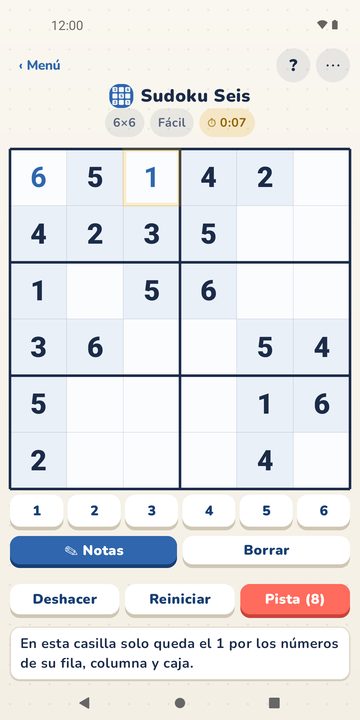 12:00
‹ Menú
?
...
Sudoku Seis
6×6
Fácil
⏱ 0:07
6 5 1 4 2
4 2 3 5
1 5 6
3 6 5 4
5 1 6
2 4
1 2 3 4 5 6
✎ Notas
Borrar
Deshacer
Reiniciar
Pista (8)
En esta casilla solo queda el 1 por los números
de su fila, columna y caja.